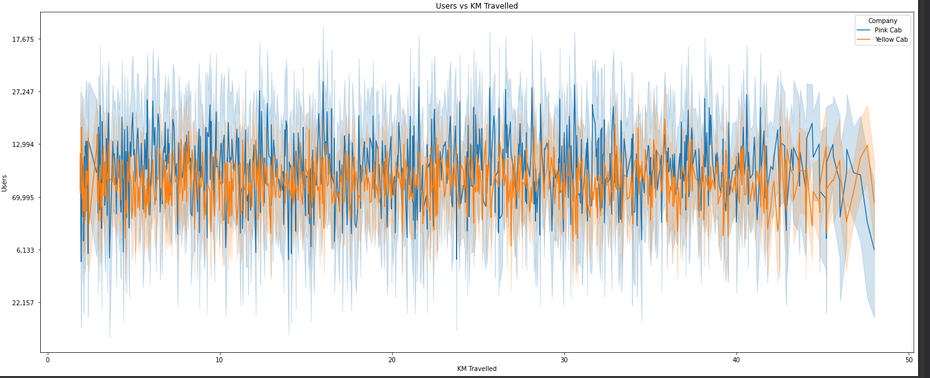 Users vs KM Travelled
Company
Pink Cab
Yellow Cab
17,675
27,247
12,994
69,995
6,133
22,157
Users
0
10
20
30
40
50
KM Travelled